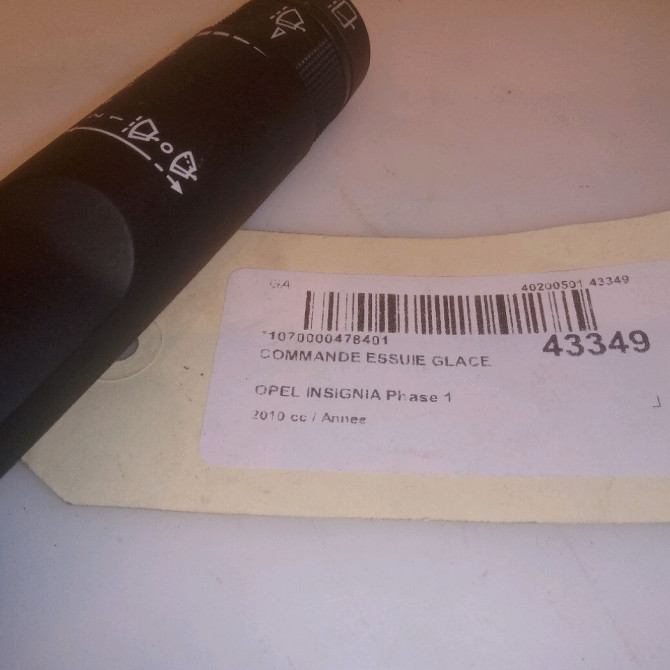 GA 40200501 43349
*1070000478401 43349
COMMANDE ESSUIE GLACE
OPEL INSIGNIA Phase 1
2010 cc / Annee